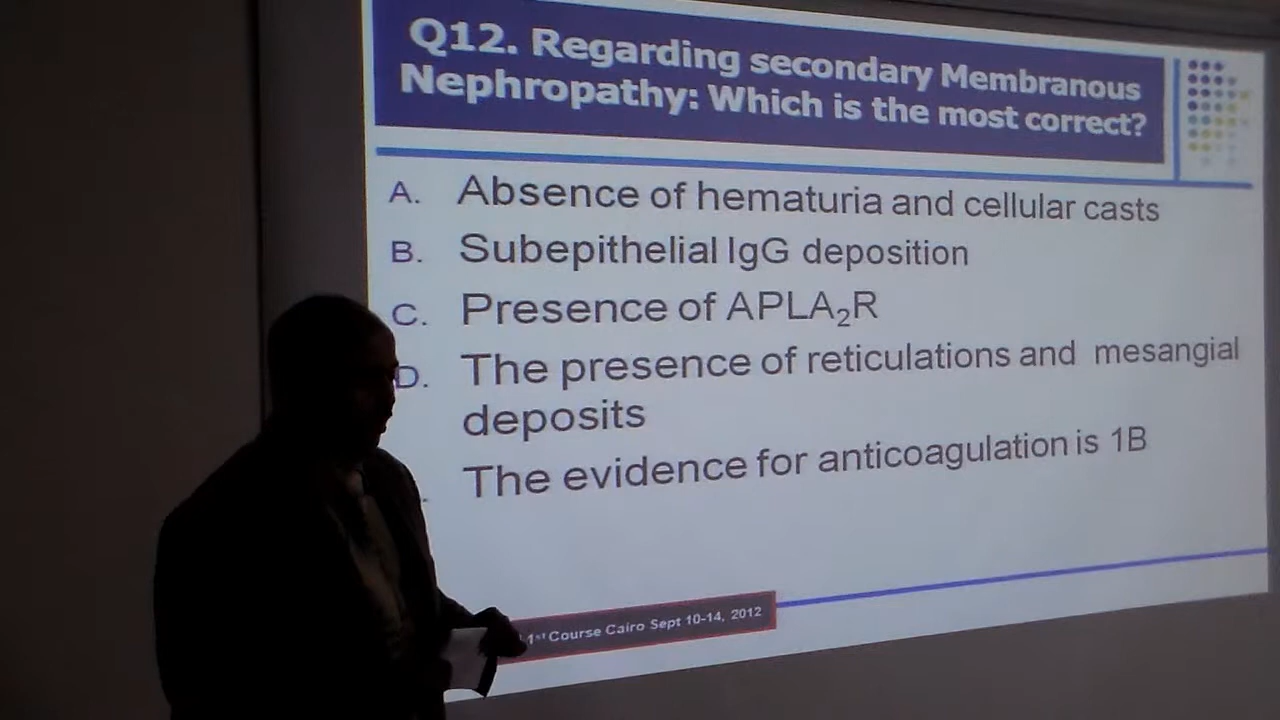 Q12. Regarding secondary Membranous
Nephropathy: Which is the most correct?
A. Absence of hematuria and cellular casts
B. Subepithelial IgG deposition
C. Presence of APLA₂R
D. The presence of reticulations and mesangial
deposits
. The evidence for anticoagulation is 1B
1st Course Cairo Sept 10-14, 2012